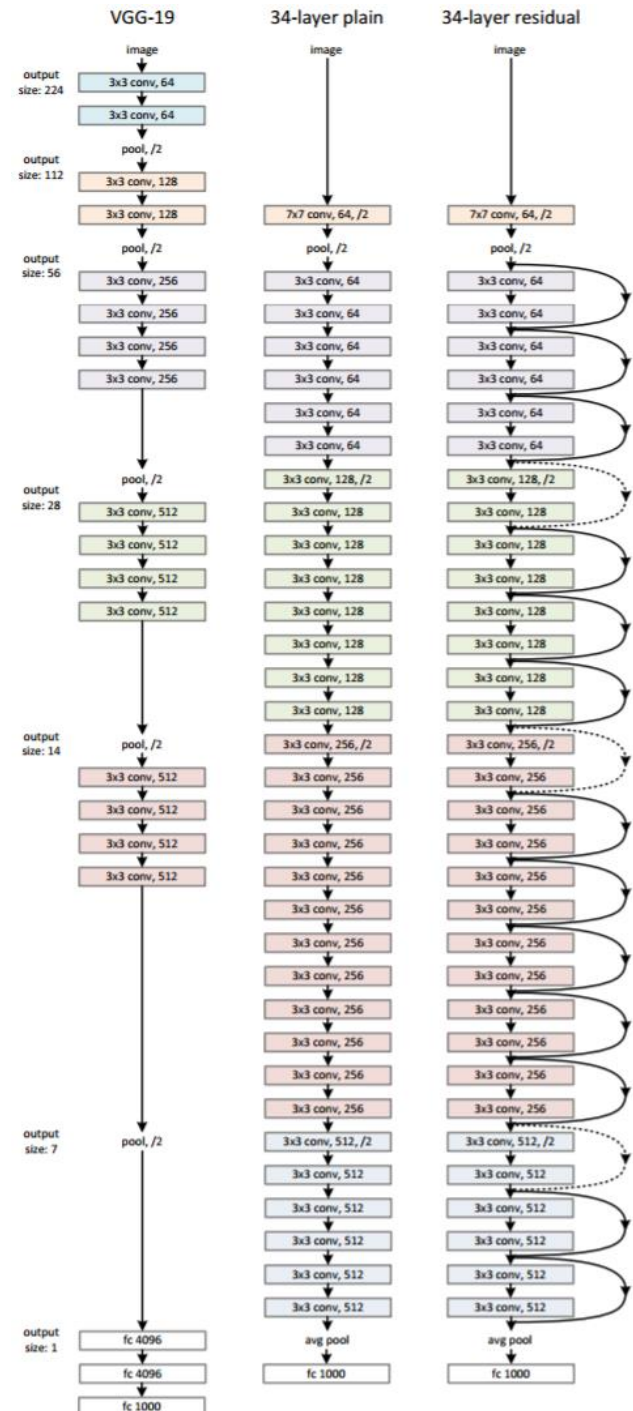 VGG-19
image
output
size: 224
3x3 conv, 64
3x3 conv, 64
pool, /2
output
size: 112
3x3 conv, 128
3x3 conv, 128
pool, /2
output
size: 56
3x3 conv, 256
3x3 conv, 256
3x3 conv, 256
3x3 conv, 256
pool, /2
output
size: 28
3x3 conv, 512
3x3 conv, 512
3x3 conv, 512
3x3 conv, 512
output
size: 14
pool, /2
3x3 conv, 512
3x3 conv, 512
3x3 conv, 512
3x3 conv, 512
output
size: 7
pool, /2
output
size: 1
fc 4096
fc 4096
fc 1000
34-layer plain
image
7x7 conv, 64, /2
pool, /2
3x3 conv, 64
3x3 conv, 64
3x3 conv, 64
3x3 conv, 64
3x3 conv, 64
3x3 conv, 64
3x3 conv, 128, /2
3x3 conv, 128
3x3 conv, 128
3x3 conv, 128
3x3 conv, 128
3x3 conv, 128
3x3 conv, 128
3x3 conv, 128
3x3 conv, 256, /2
3x3 conv, 256
3x3 conv, 256
3x3 conv, 256
3x3 conv, 256
3x3 conv, 256
3x3 conv, 256
3x3 conv, 256
3x3 conv, 256
3x3 conv, 256
3x3 conv, 256
3x3 conv, 256
3x3 conv, 512, /2
3x3 conv, 512
3x3 conv, 512
3x3 conv, 512
3x3 conv, 512
3x3 conv, 512
avg pool
fc 1000
34-layer residual
image
7x7 conv, 64, /2
pool, /2
3x3 conv, 64
3x3 conv, 64
3x3 conv, 64
3x3 conv, 64
3x3 conv, 64
3x3 conv, 64
3x3 conv, 128, /2
3x3 conv, 128
3x3 conv, 128
3x3 conv, 128
3x3 conv, 128
3x3 conv, 128
3x3 conv, 128
3x3 conv, 128
3x3 conv, 256, /2
3x3 conv, 256
3x3 conv, 256
3x3 conv, 256
3x3 conv, 256
3x3 conv, 256
3x3 conv, 256
3x3 conv, 256
3x3 conv, 256
3x3 conv, 256
3x3 conv, 256
3x3 conv, 256
3x3 conv, 512, /2
3x3 conv, 512
3x3 conv, 512
3x3 conv, 512
3x3 conv, 512
3x3 conv, 512
avg pool
fc 1000